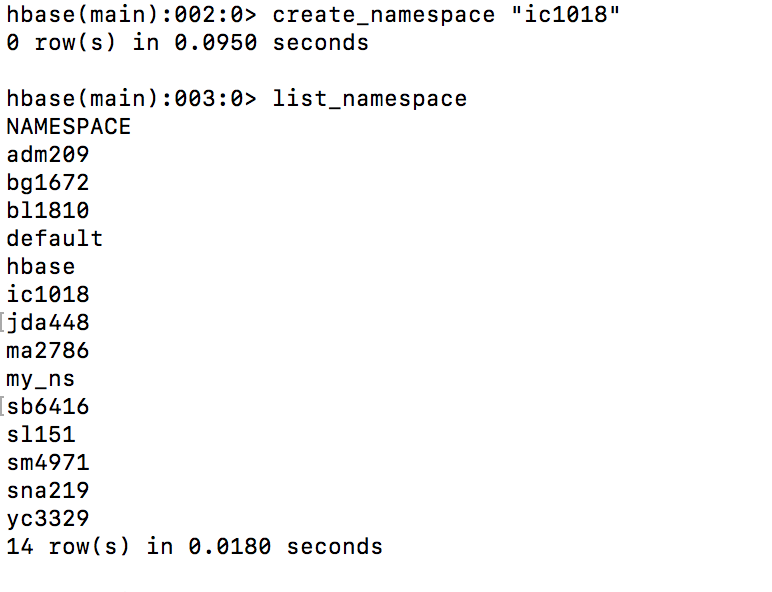 hbase(main):002:0> create_namespace "ic1018"
0 row(s) in 0.0950 seconds
hbase(main):003:0> list_namespace
NAMESPACE
adm209
bg1672
bl1810
default
hbase
ic1018
[jda448
ma2786
my_ns
[sb6416
sl151
sm4971
sna219
yc3329
14 row(s) in 0.0180 seconds